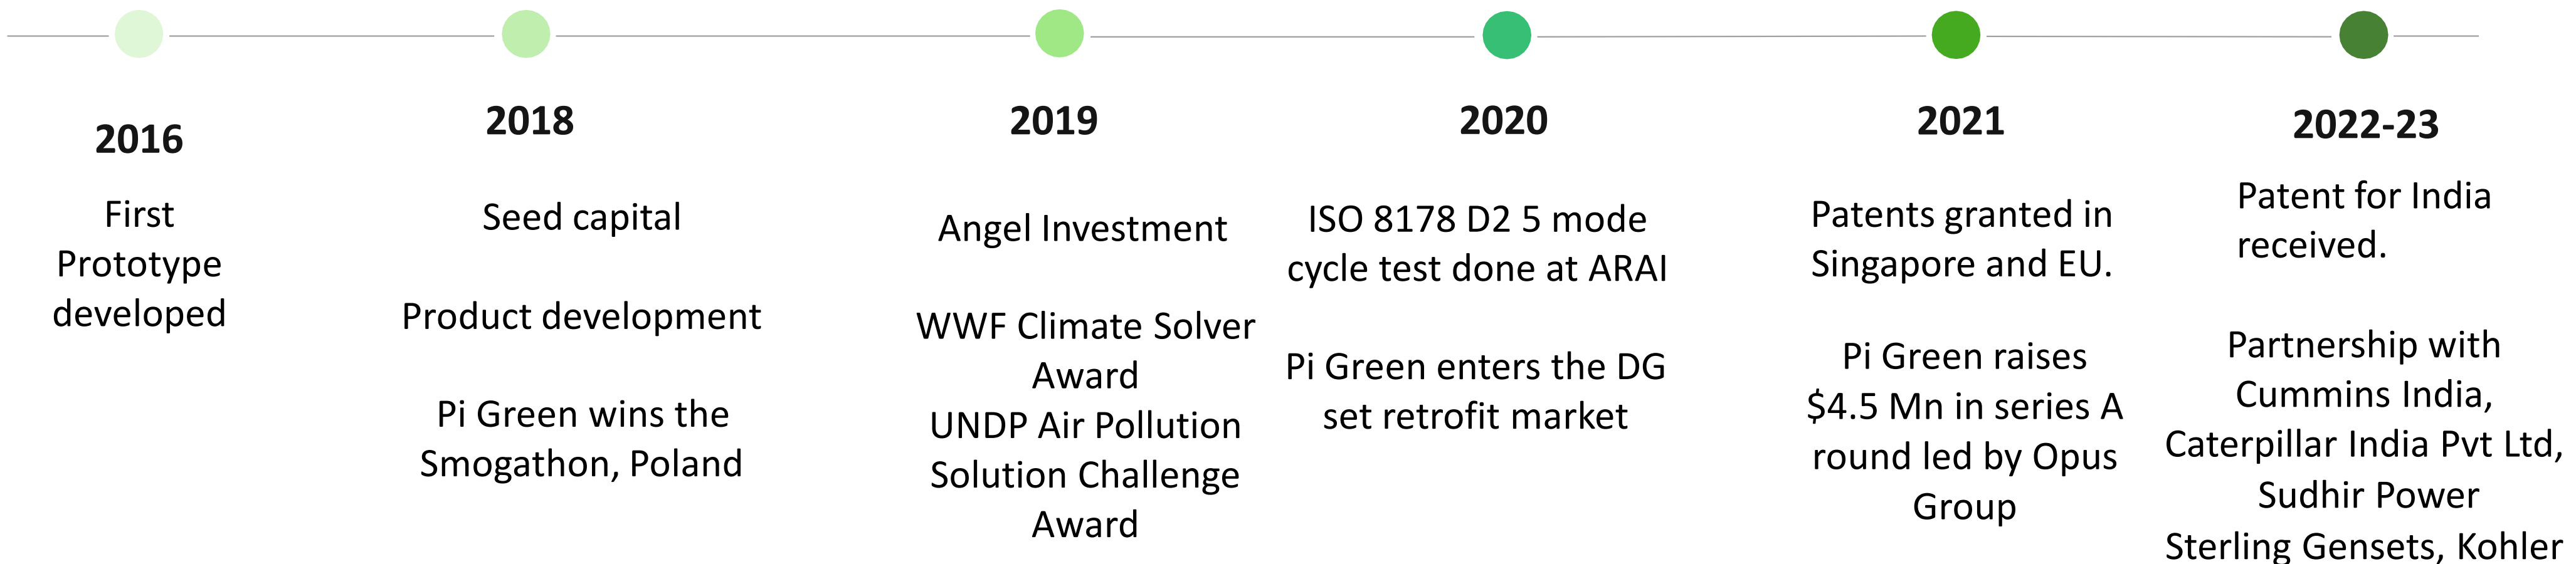 2016
First
Prototype
developed
2018
Seed capital
Product development
Pi Green wins the
Smogathon, Poland
2019
Angel Investment
WWF Climate Solver
Award
UNDP Air Pollution
Solution Challenge
Award
2020
ISO 8178 D2 5 mode
cycle test done at ARAI
Pi Green enters the DG
set retrofit market
2021
Patents granted in
Singapore and EU.
Pi Green raises
$4.5 Mn in series A
round led by Opus
Group
2022-23
Patent for India
received.
Partnership with
Cummins India,
Caterpillar India Pvt Ltd,
Sudhir Power
Sterling Gensets, Kohler